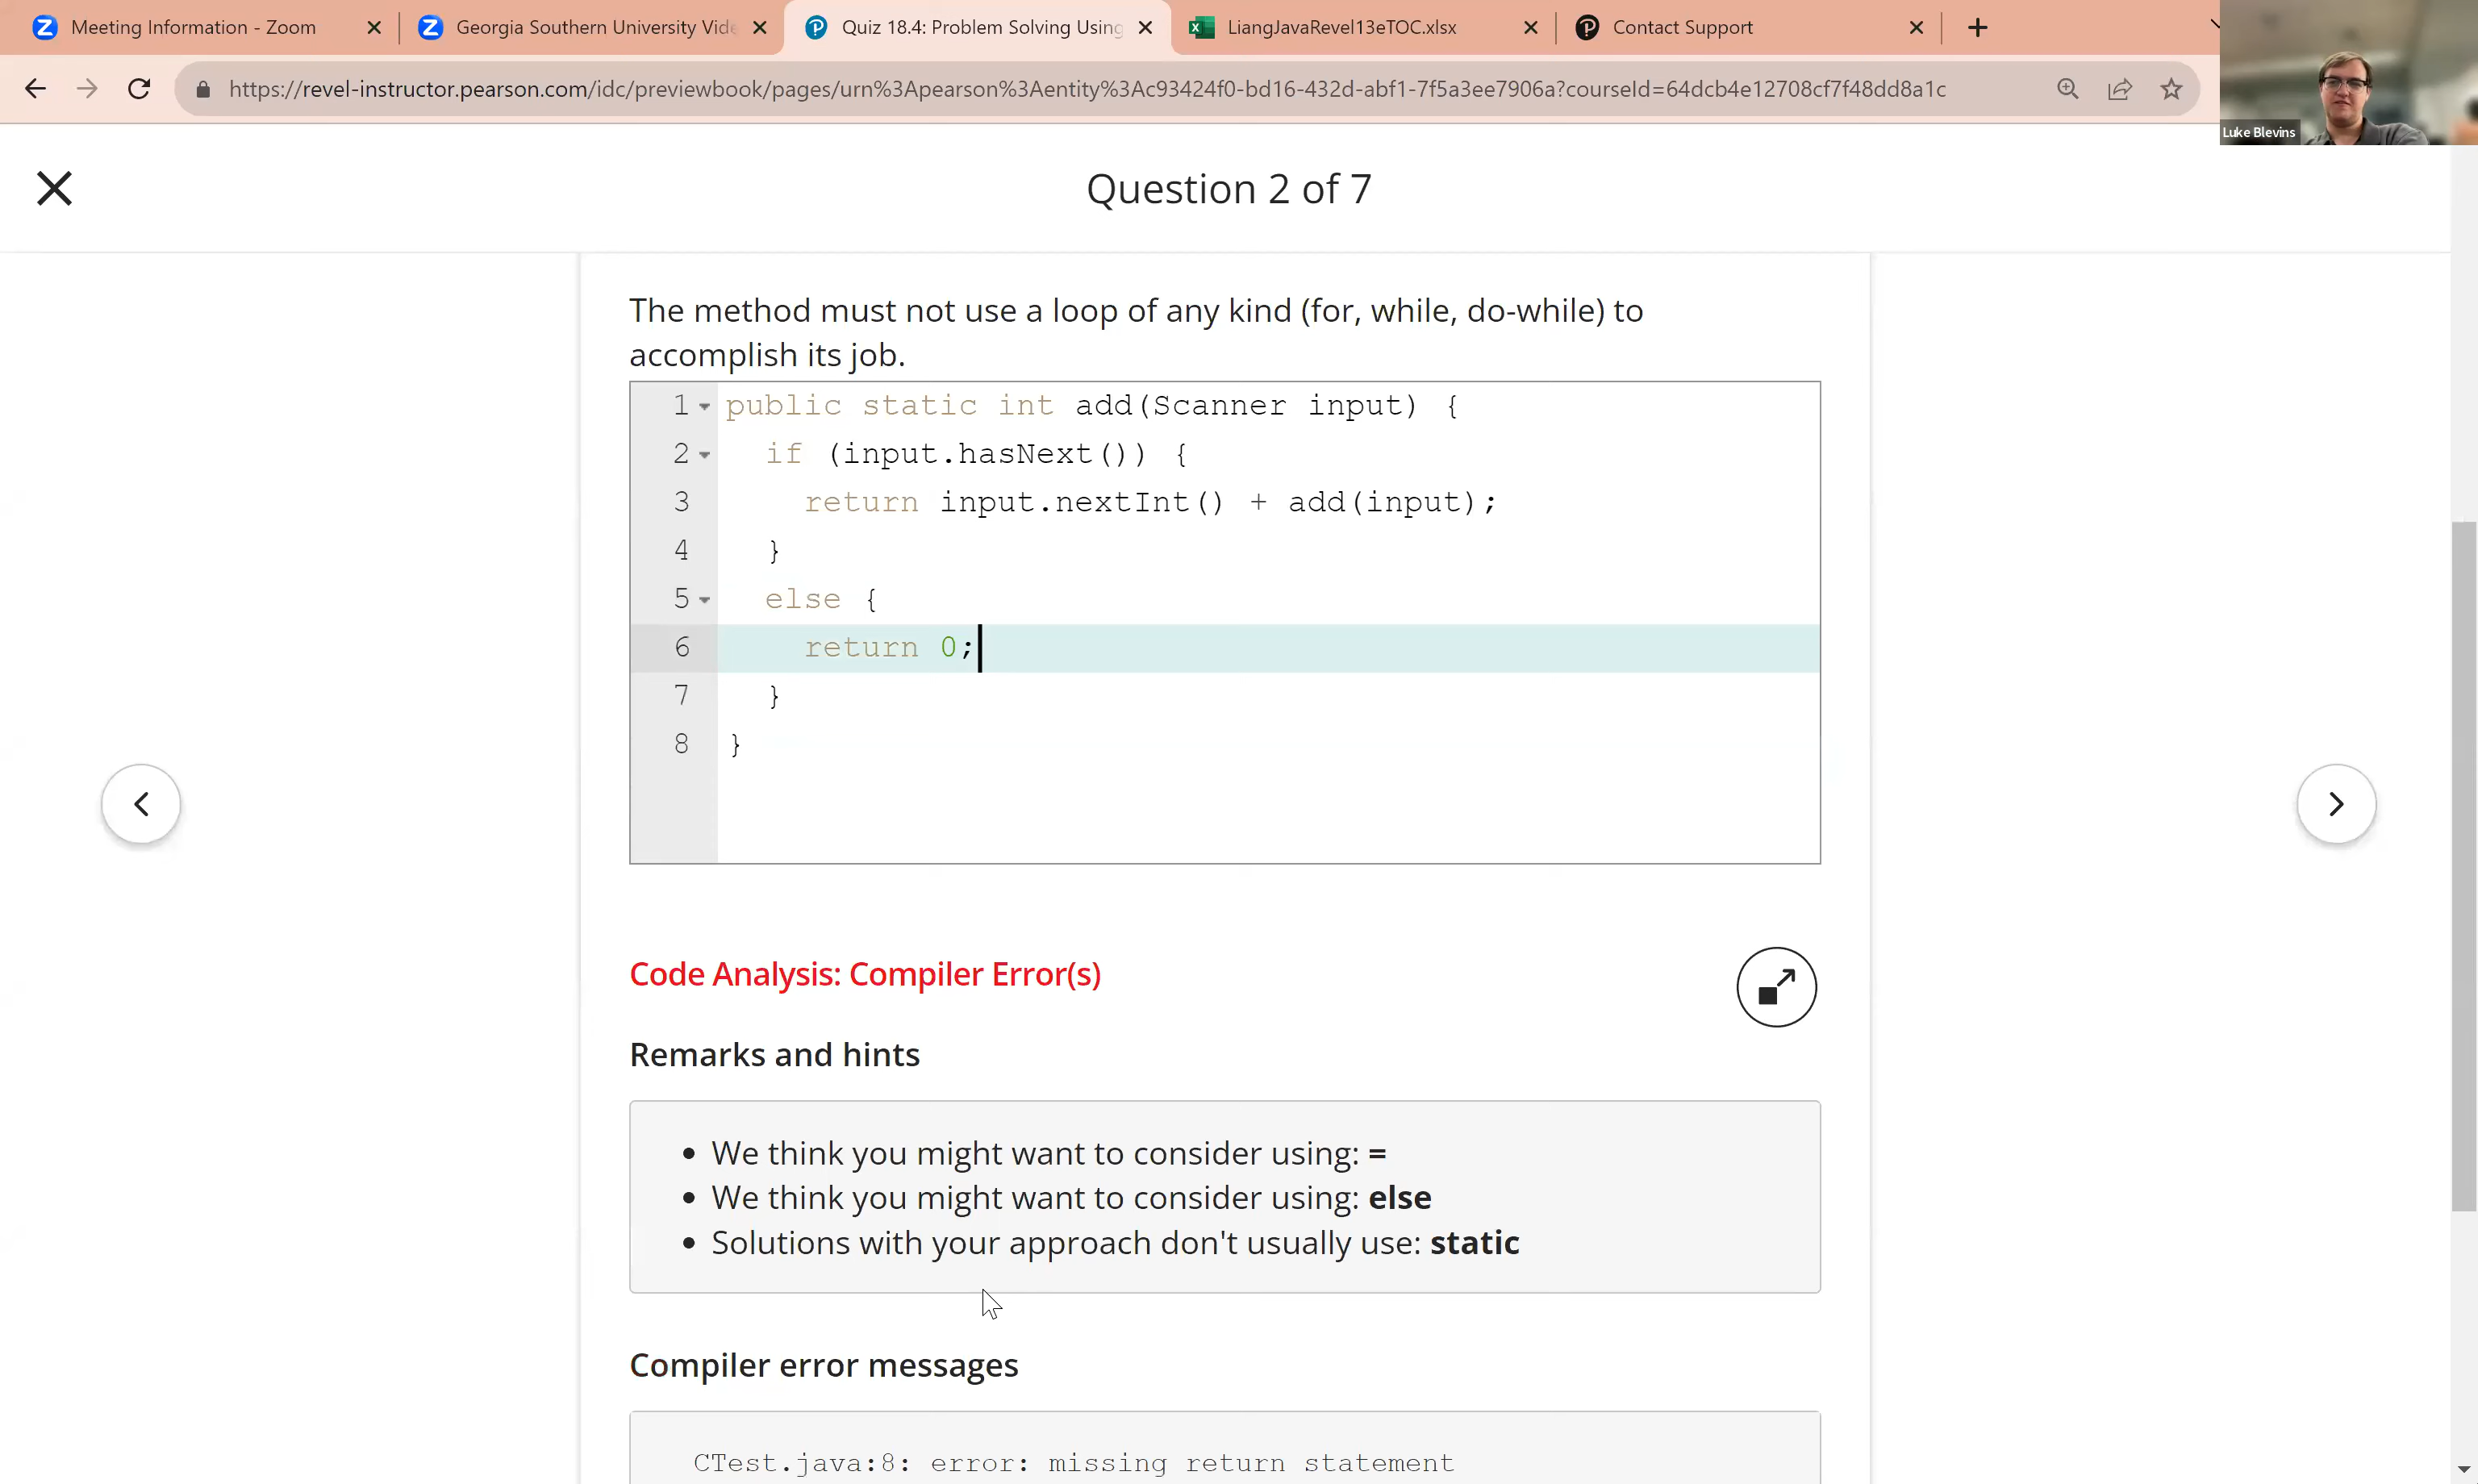 Meeting Information - Zoom
Georgia Southern University Vide
Quiz 18.4: Problem Solving Using
LiangJavaRevel13eTOC.xlsx
Contact Support
https://revel-instructor.pearson.com/idc/previewbook/pages/urn%3Apearson%3Aentity%3Ac93424f0-bd16-432d-abf1-7f5a3ee7906a?courseId=64dcb4e12708cf7f48dd8a1c
Luke Blevins
Question 2 of 7
The method must not use a loop of any kind (for, while, do-while) to
accomplish its job.
1 public static int add(Scanner input) {
2 if (input.hasNext()) {
3 return input.nextInt() + add(input);
4 }
5 else {
6 return 0;
7 }
8 }
Code Analysis: Compiler Error(s)
Remarks and hints
• We think you might want to consider using: =
• We think you might want to consider using: else
• Solutions with your approach don't usually use: static
Compiler error messages
CTest.java:8: error: missing return statement